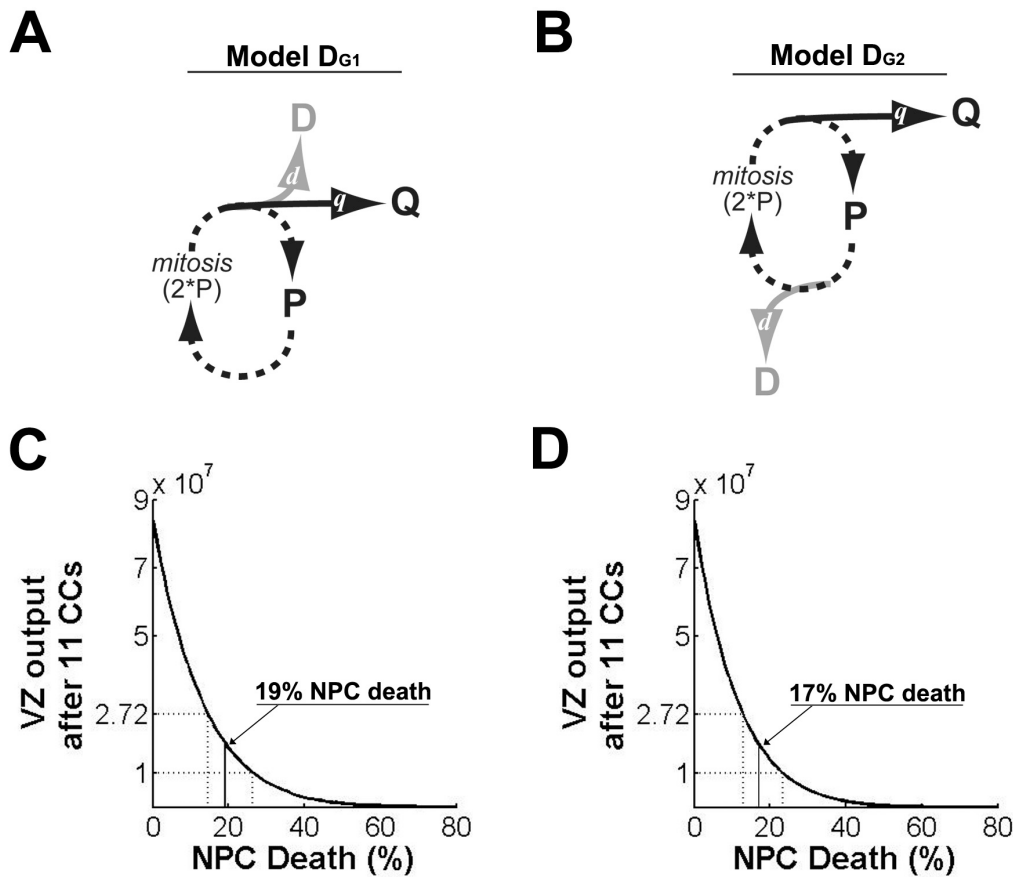 A
Model DG1
D
d
q
Q
mitosis
(2*P)
P
B
Model DG2
q
Q
mitosis
(2*P)
P
d
D
C
x 10^7
9
7
5
2.72
1
VZ output
after 11 CCs
19% NPC death
0 20 40 60 80
NPC Death (%)
D
x 10^7
9
7
5
2.72
1
VZ output
after 11 CCs
17% NPC death
0 20 40 60 80
NPC Death (%)